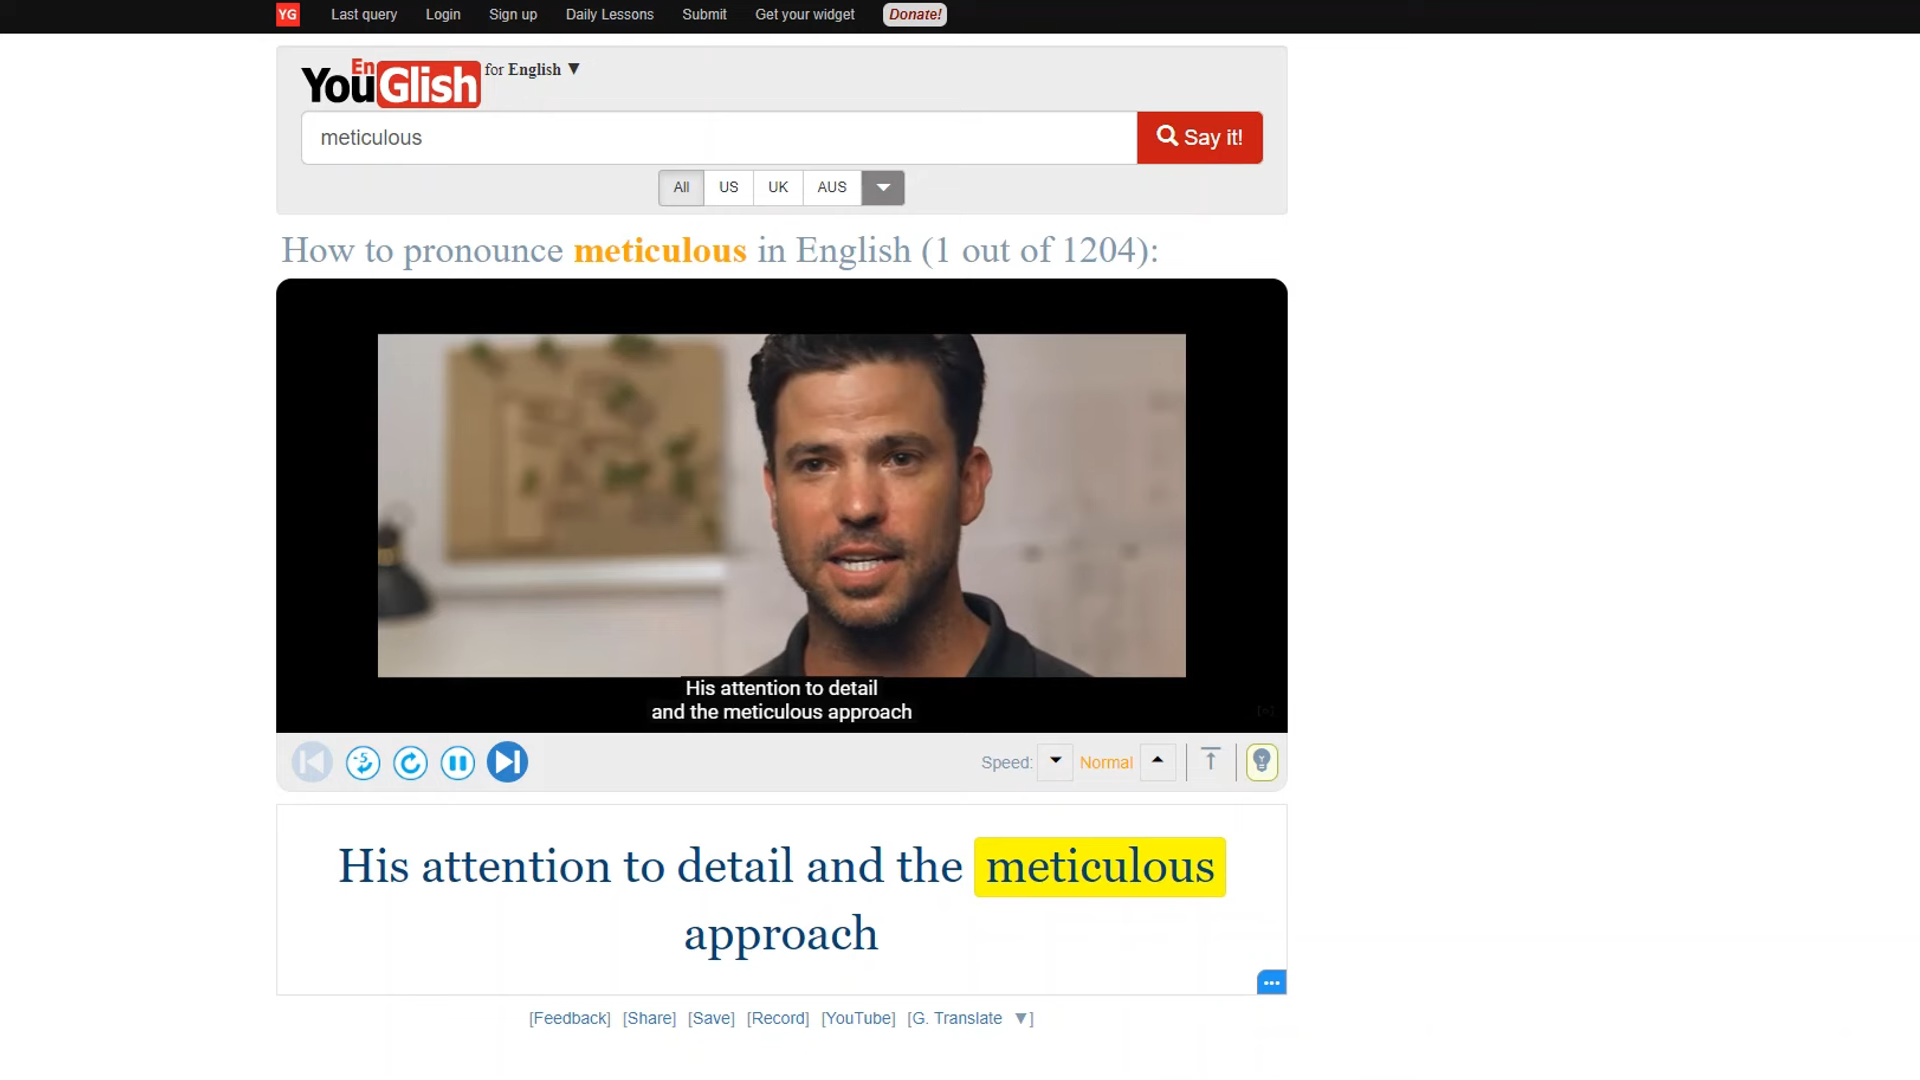 YG Last query Login Sign up Daily Lessons Submit Get your widget Donate!
YouGlish En for English ▼
meticulous Say it!
All US UK AUS
How to pronounce meticulous in English (1 out of 1204):
His attention to detail
and the meticulous approach
-5 Speed: Normal
His attention to detail and the meticulous
approach
[Feedback] [Share] [Save] [Record] [YouTube] [G. Translate ▼]